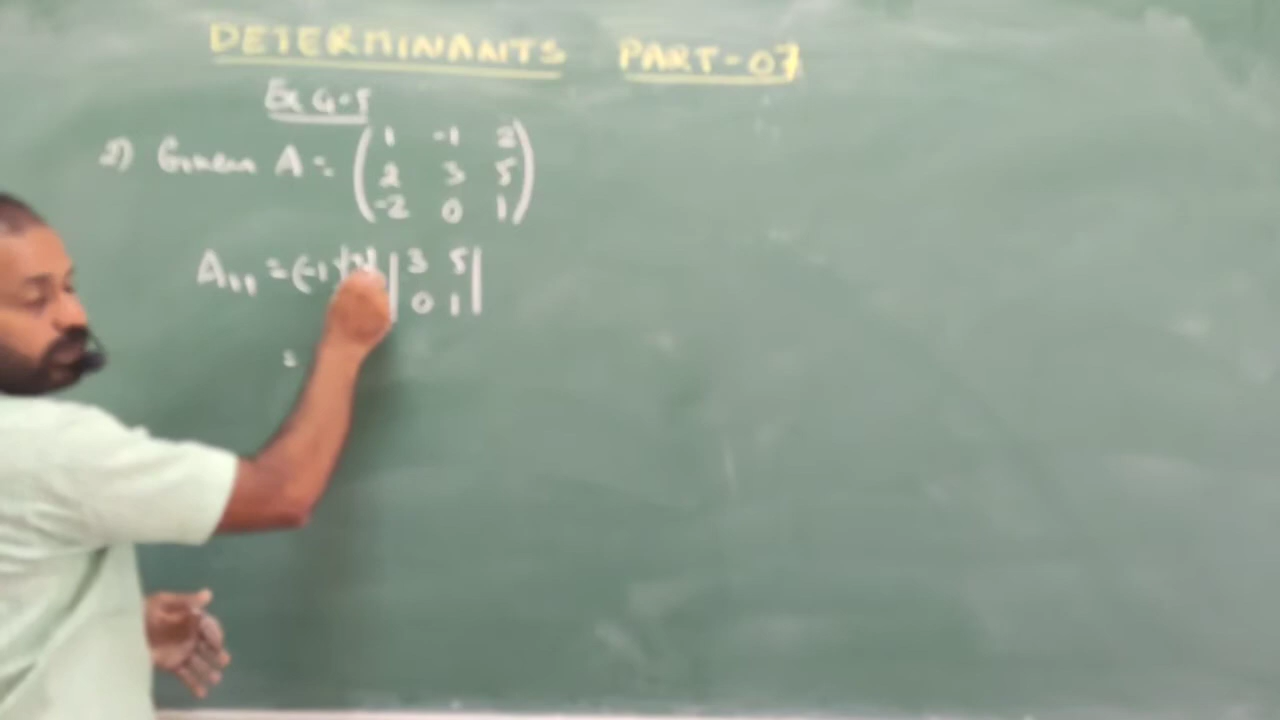 DETERMINANTS PART-07
Ex 4.5
2) Given A = ( 1 -1 2
2 3 5
-2 0 1 )
A11 = (-1)1+1 | 3 5
0 1 |
=